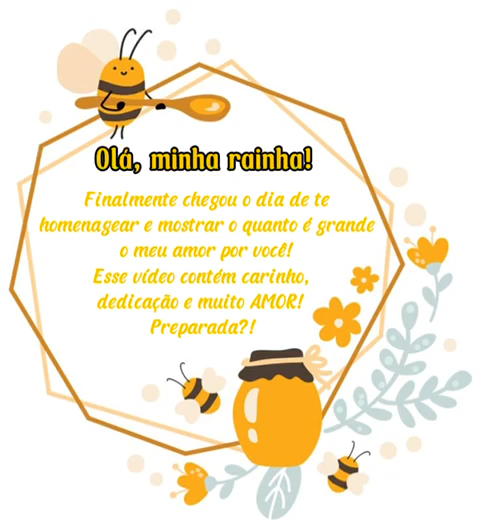 Olá, minha rainha!
Finalmente chegou o dia de te
homenagear e mostrar o quanto é grande
o meu amor por você!
Esse vídeo contém carinho,
dedicação e muito AMOR!
Preparada?!